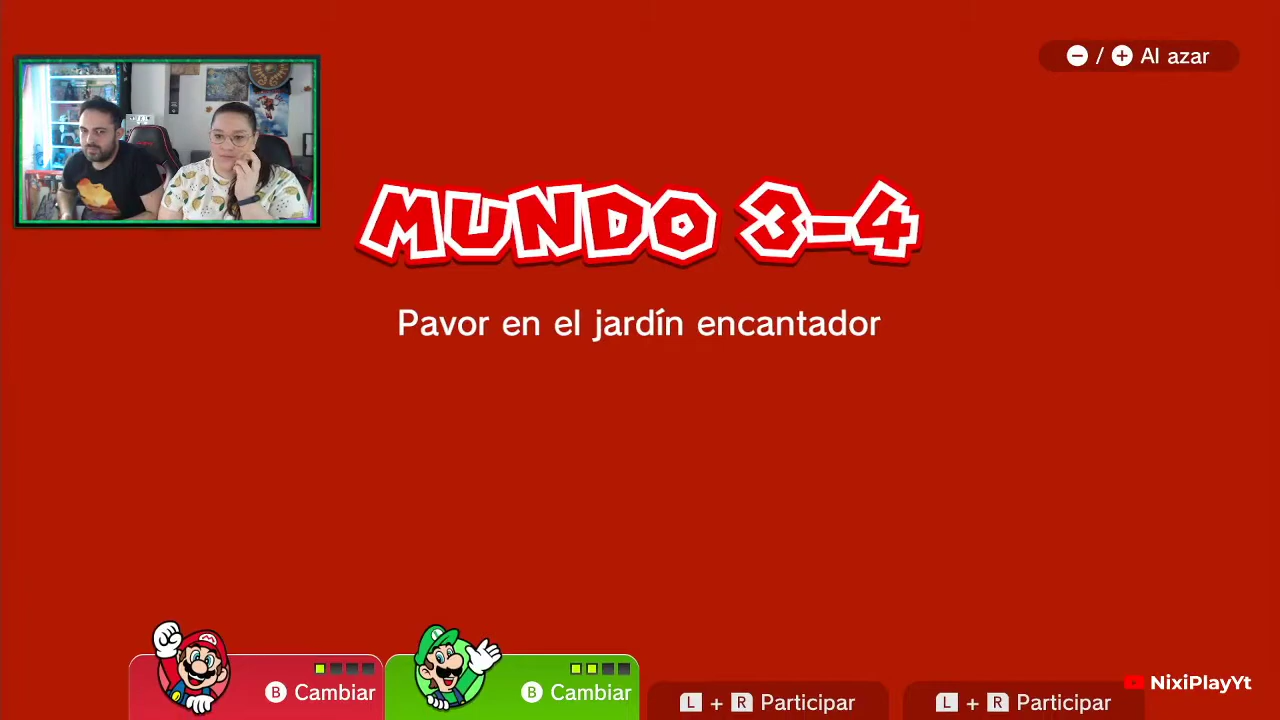 ⊖ / ⊕ Al azar
MUNDO 3-4
Pavor en el jardín encantador
B Cambiar
B Cambiar
L + R Participar
L + R Participar
NixiPlayYt